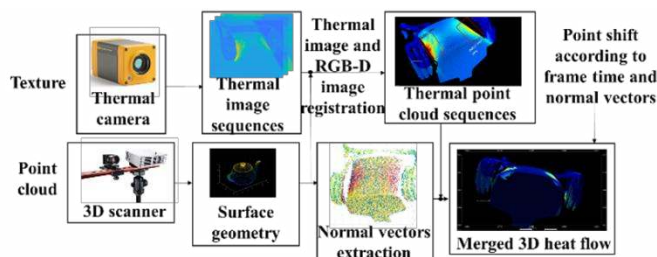 Texture
Thermal
camera
Thermal
image
sequences
Thermal
image and
RGB-D
image
registration
Thermal point
cloud sequences
Point shift
according to
frame time and
normal vectors
Point
cloud
3D scanner
Surface
geometry
Normal vectors
extraction
Merged 3D heat flow